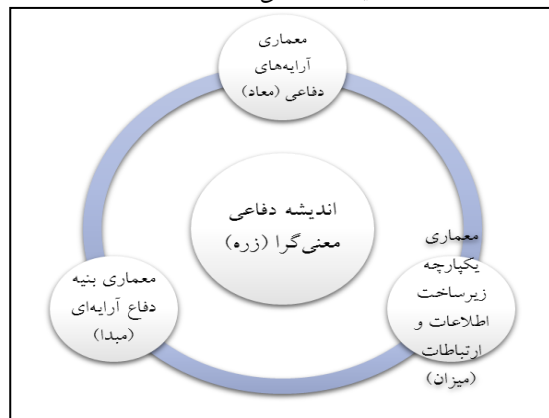 معماری
آرایه‌های
دفاعی (معاد)
اندیشه دفاعی
معنی‌گرا (زره)
معماری
یکپارچه
زیرساخت
اطلاعات و
ارتباطات
(میزان)
معماری بنیه
دفاع آرایه‌ای
(مبدا)